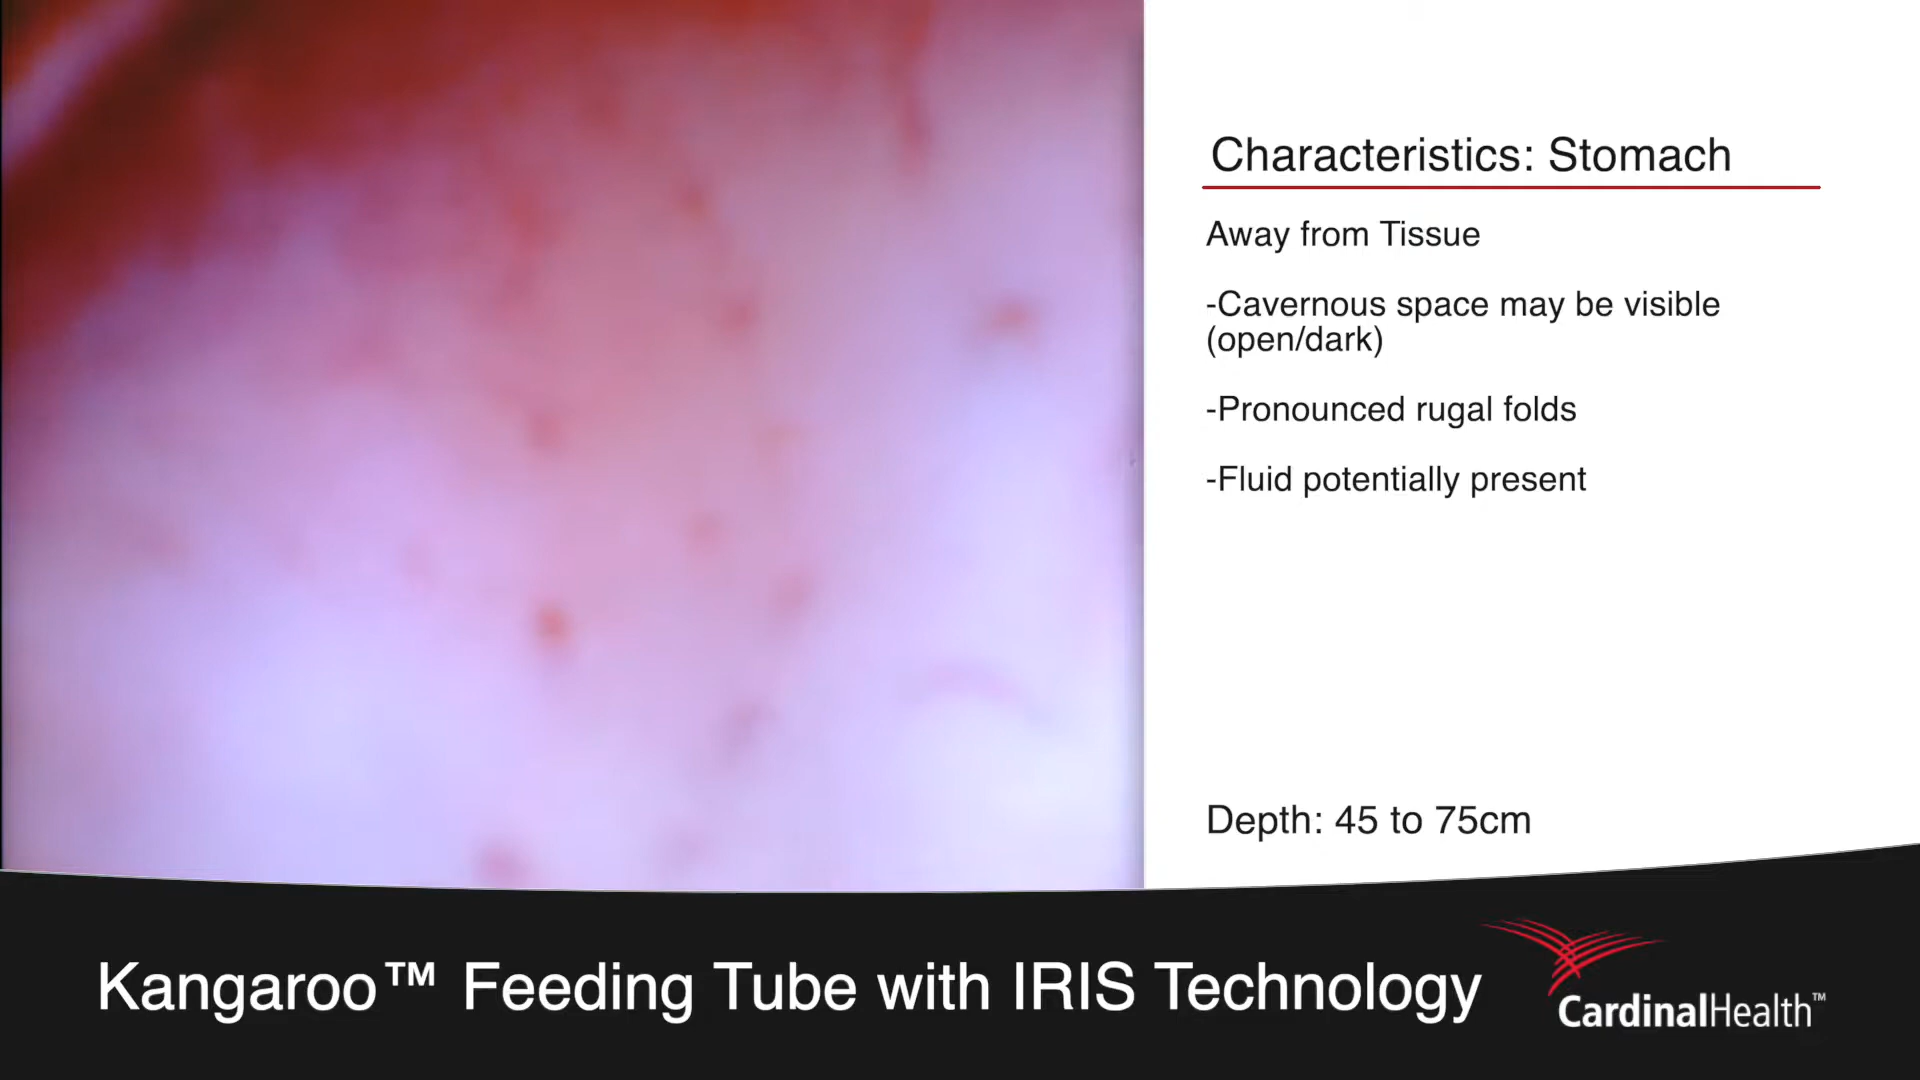 Characteristics: Stomach
Away from Tissue
-Cavernous space may be visible
(open/dark)
-Pronounced rugal folds
-Fluid potentially present
Depth: 45 to 75cm
Kangaroo™ Feeding Tube with IRIS Technology
CardinalHealth™